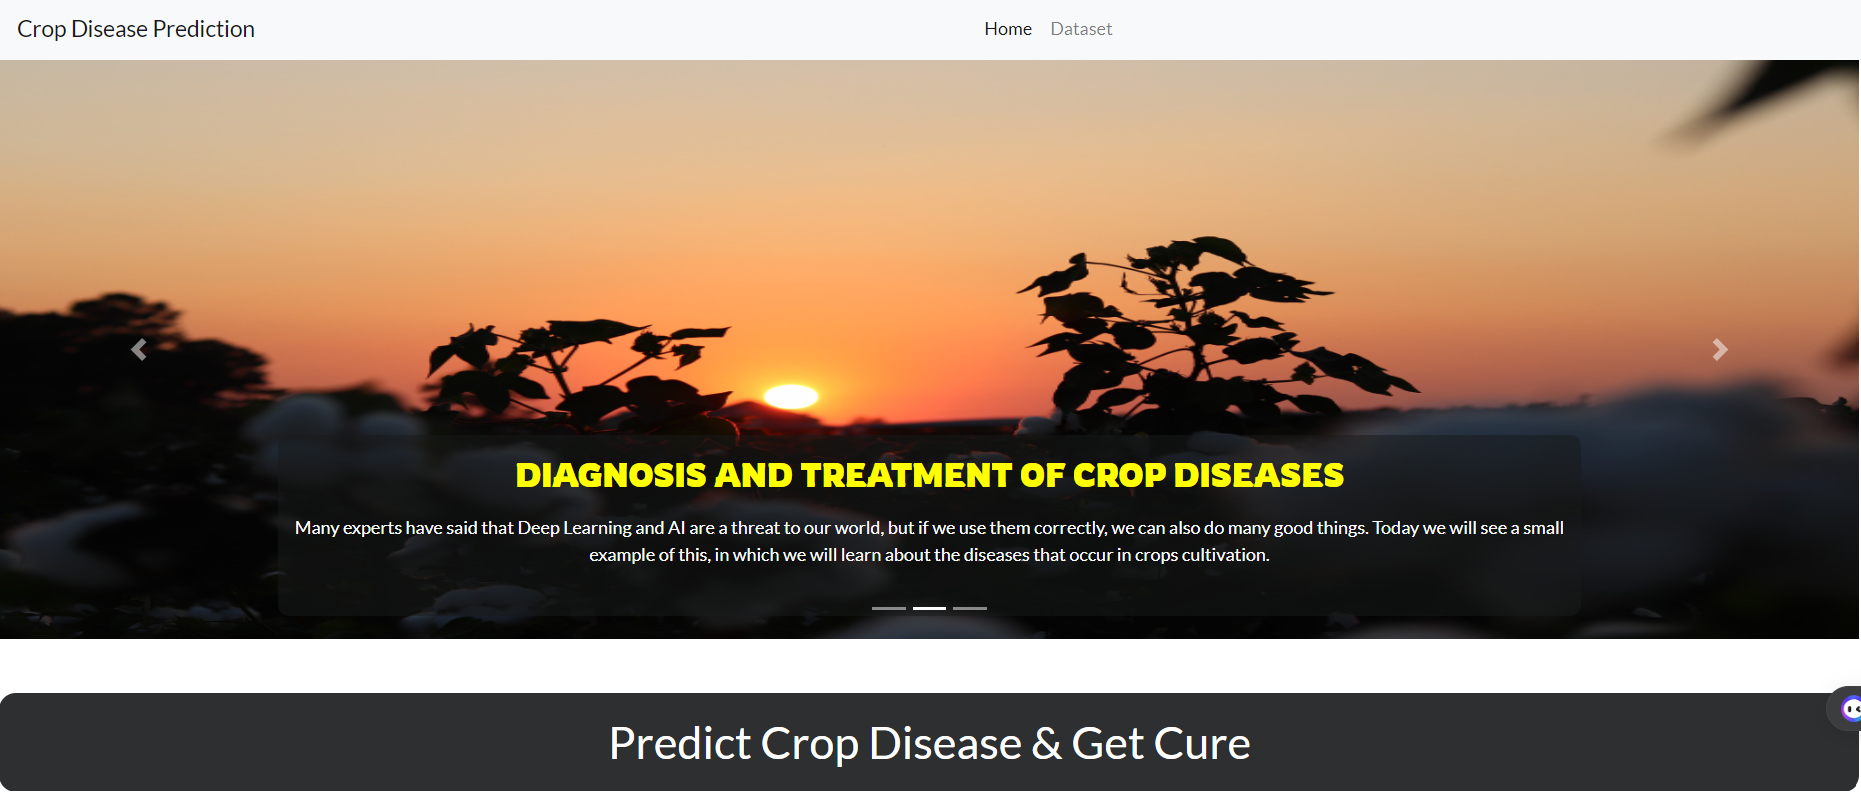 Crop Disease Prediction
Home
Dataset
DIAGNOSIS AND TREATMENT OF CROP DISEASES
Many experts have said that Deep Learning and AI are a threat to our world, but if we use them correctly, we can also do many good things. Today we will see a small
example of this, in which we will learn about the diseases that occur in crops cultivation.
Predict Crop Disease & Get Cure